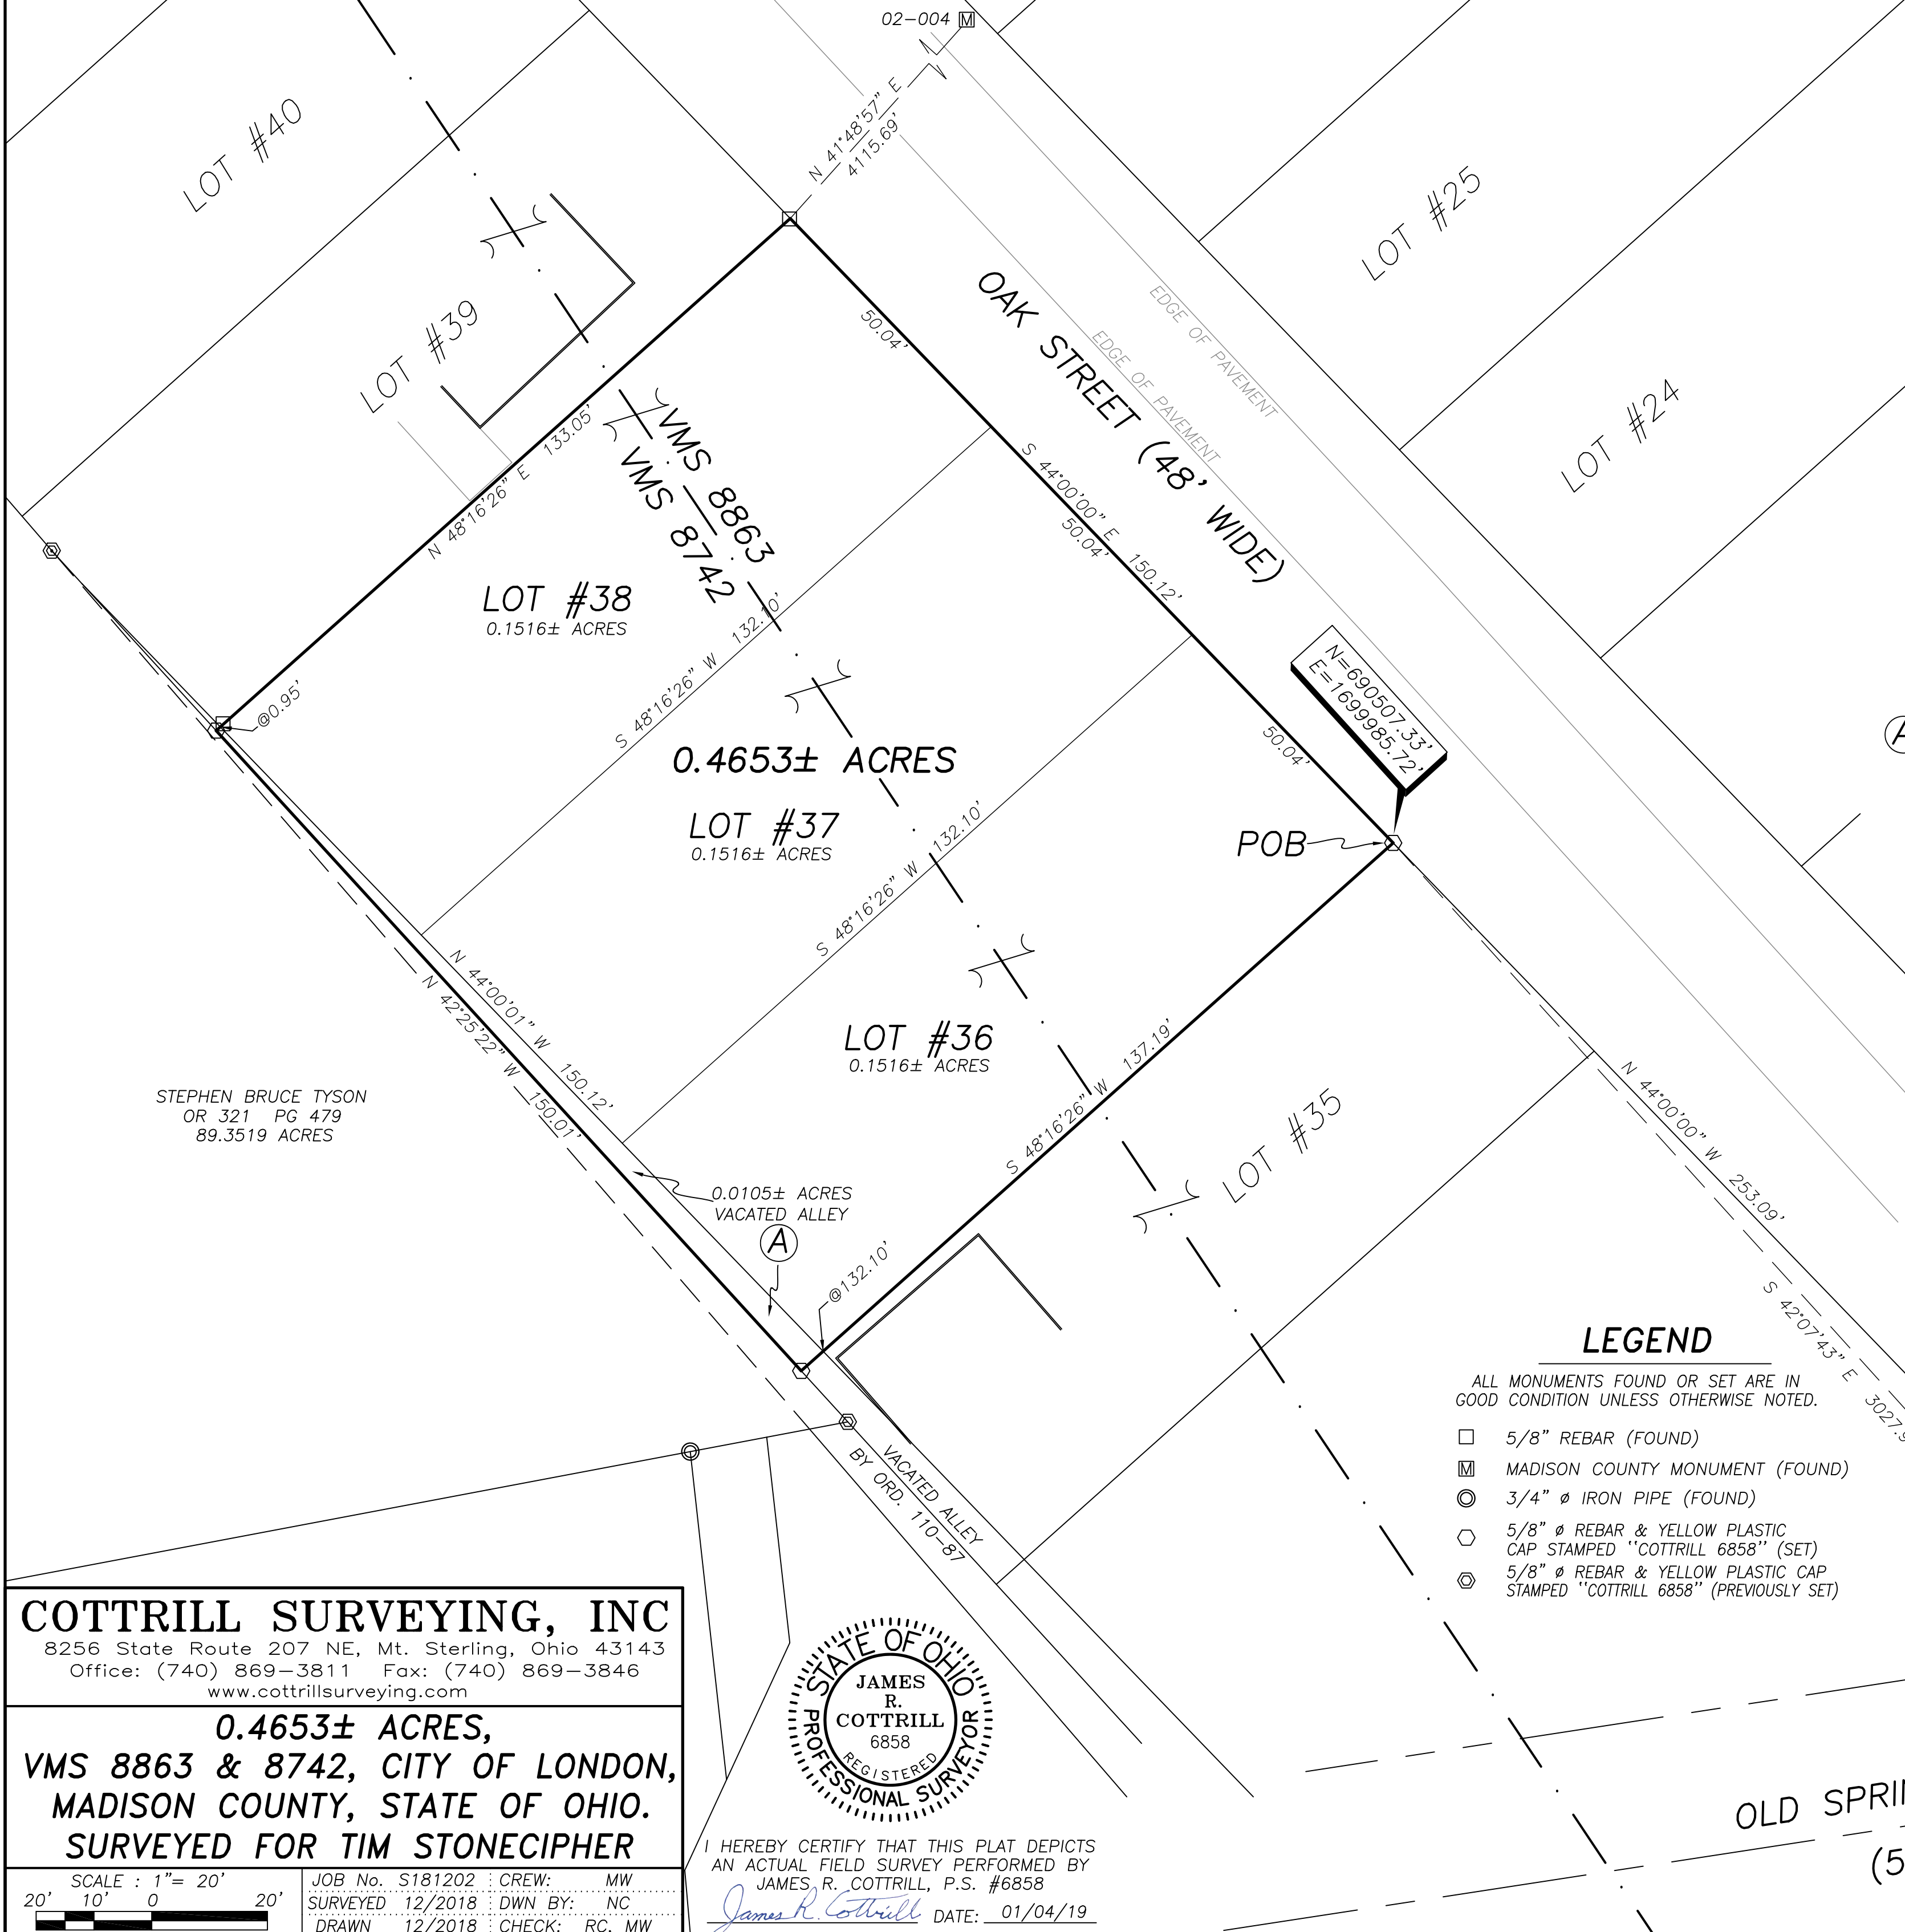 02-004 M
N 41°48'57" E
4115.69'
LOT #40
LOT #39
LOT #25
LOT #24
OAK STREET (48' WIDE)
EDGE OF PAVEMENT
EDGE OF PAVEMENT
50.04'
S 44°00'00" E 150.12'
50.04'
50.04'
N 48°16'26" E 133.05'
VMS 8863
VMS 8742
LOT #38
0.1516± ACRES
@0.95'
S 48°16'26" W 132.10'
N=690507.33'
E=1699985.72'
A
POB
0.4653± ACRES
LOT #37
0.1516± ACRES
S 48°16'26" W 132.10'
LOT #36
0.1516± ACRES
N 44°00'01" W 150.12'
N 42°25'22" W 150.01'
S 48°16'26" W 137.19'
LOT #35
STEPHEN BRUCE TYSON
OR 321 PG 479
89.3519 ACRES
0.0105± ACRES
VACATED ALLEY
A
@132.10'
N 44°00'00" W 253.09'
S 42°07'43" E 3027.9
VACATED ALLEY
BY ORD. 110-87
LEGEND
ALL MONUMENTS FOUND OR SET ARE IN
GOOD CONDITION UNLESS OTHERWISE NOTED.
5/8" REBAR (FOUND)
M MADISON COUNTY MONUMENT (FOUND)
3/4" ø IRON PIPE (FOUND)
5/8" ø REBAR & YELLOW PLASTIC
CAP STAMPED "COTTRILL 6858" (SET)
5/8" ø REBAR & YELLOW PLASTIC CAP
STAMPED "COTTRILL 6858" (PREVIOUSLY SET)
COTTRILL SURVEYING, INC
8256 State Route 207 NE, Mt. Sterling, Ohio 43143
Office: (740) 869-3811 Fax: (740) 869-3846
www.cottrillsurveying.com
0.4653± ACRES,
VMS 8863 & 8742, CITY OF LONDON,
MADISON COUNTY, STATE OF OHIO.
SURVEYED FOR TIM STONECIPHER
SCALE : 1"= 20'
20' 10' 0 20'
JOB No. S181202 CREW: MW
SURVEYED 12/2018 DWN BY: NC
DRAWN 12/2018 CHECK: RC, MW
STATE OF OHIO
JAMES
R.
COTTRILL
6858
REGISTERED
PROFESSIONAL SURVEYOR
I HEREBY CERTIFY THAT THIS PLAT DEPICTS
AN ACTUAL FIELD SURVEY PERFORMED BY
JAMES R. COTTRILL, P.S. #6858
James R. Cottrill DATE: 01/04/19
OLD SPRIN
(5